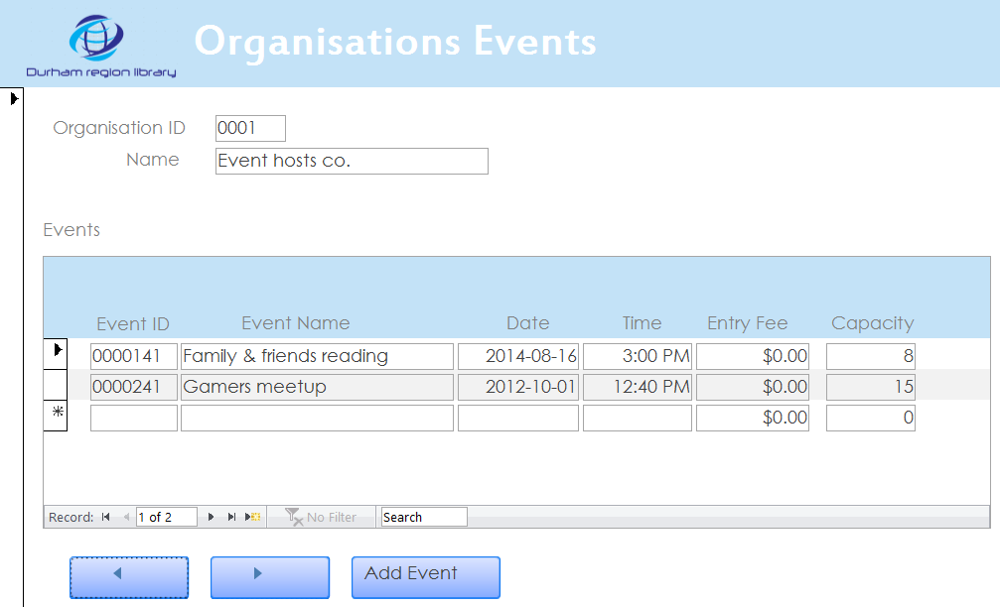 Organisations Events
Durham region library
Organisation ID 0001
Name Event hosts co.
Events
Event ID Event Name Date Time Entry Fee Capacity
0000141 Family & friends reading 2014-08-16 3:00 PM $0.00 8
0000241 Gamers meetup 2012-10-01 12:40 PM $0.00 15
$0.00 0
Record: 1 of 2 No Filter Search
Add Event